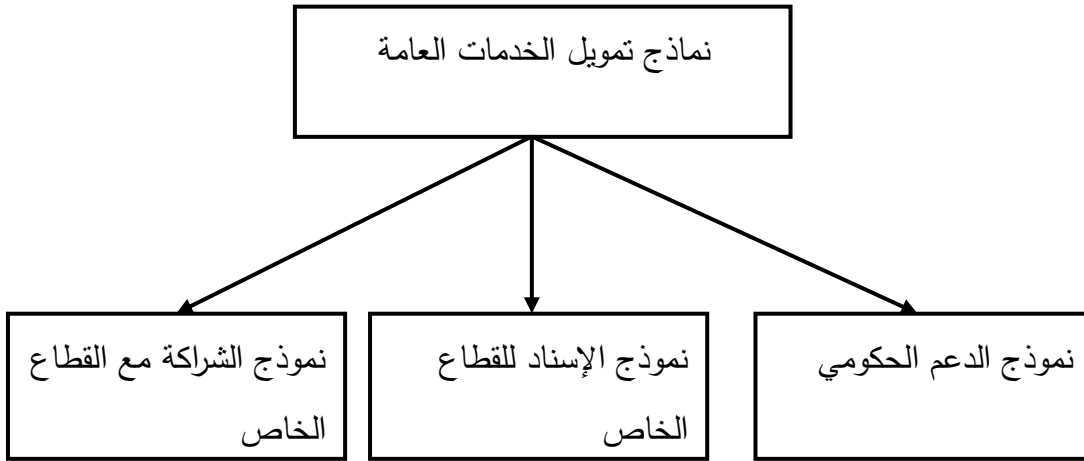 نماذج تمويل الخدمات العامة
نموذج الدعم الحكومي
نموذج الإسناد للقطاع
الخاص
نموذج الشراكة مع القطاع
الخاص